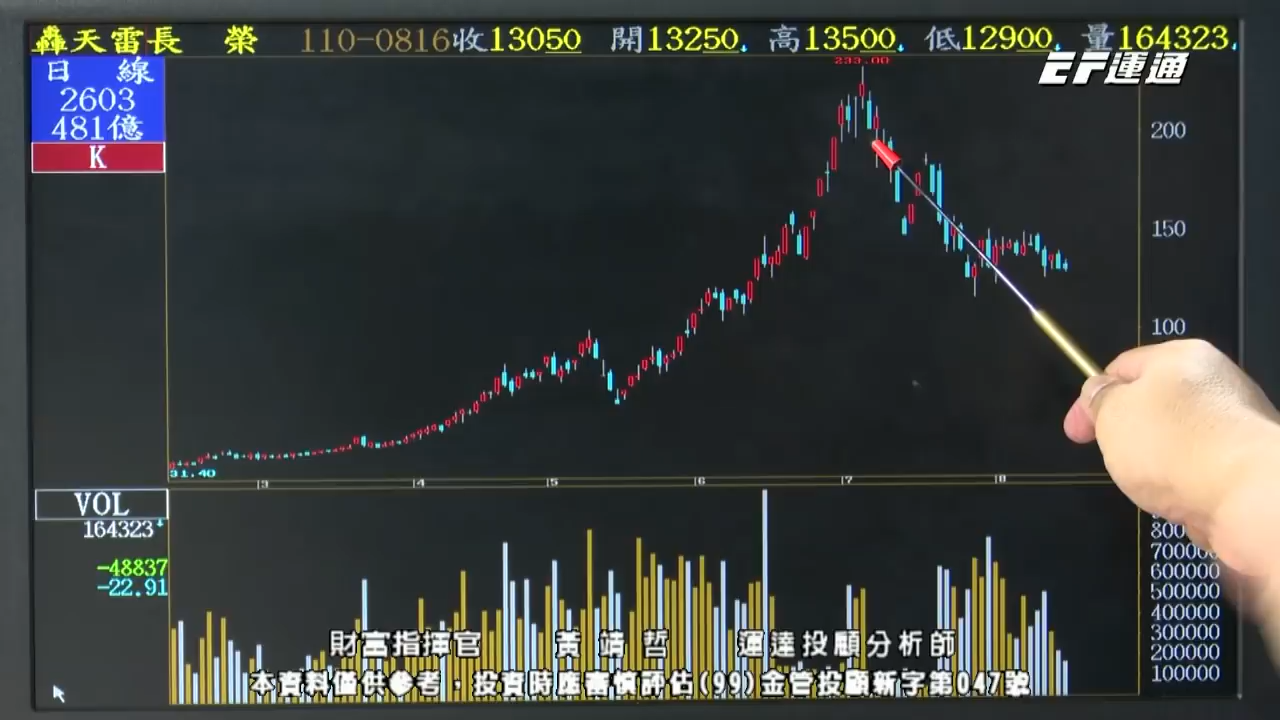 轟天雷長 榮 110-0816收13050 開13250 高13500 低12900 量164323
EF運通
日 線
2603
481億
K
233.00
200
150
100
31.40
3 4 5 6 7 8
VOL
164323
-48837
-22.91
700000
600000
500000
400000
300000
200000
100000
財富指揮官 黃靖哲 運達投顧分析師
本資料僅供參考，投資時應審慎評估(99)金管投顧新字第047號